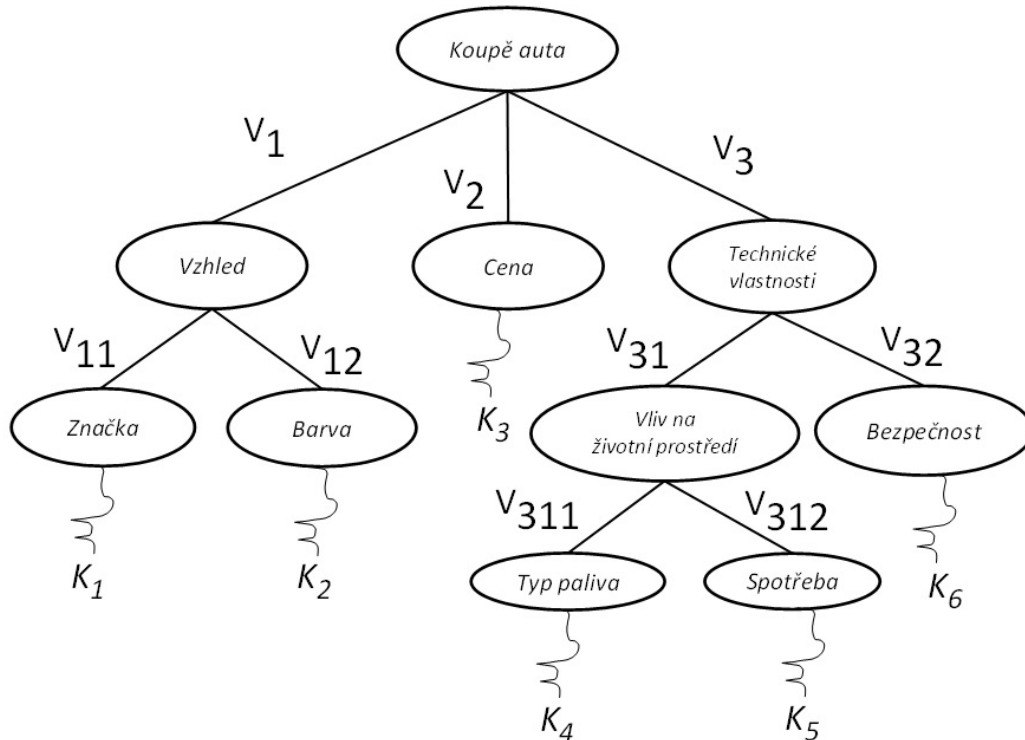 Koupě auta
V1
V2
V3
Vzhled
Cena
Technické
vlastnosti
V11
V12
V31
V32
Značka
Barva
K3
Vliv na
životní prostředí
Bezpečnost
V311
V312
K1
K2
Typ paliva
Spotřeba
K6
K4
K5